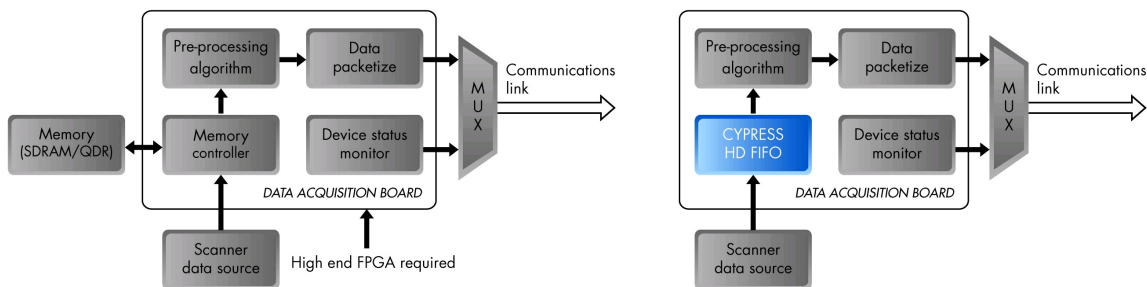 Pre-processing
algorithm
Data
packetize
MUX
Communications
link
Memory
(SDRAM/QDR)
Memory
controller
Device status
monitor
DATA ACQUISITION BOARD
Scanner
data source
High end FPGA required
Pre-processing
algorithm
Data
packetize
MUX
Communications
link
CYPRESS
HD FIFO
Device status
monitor
DATA ACQUISITION BOARD
Scanner
data source